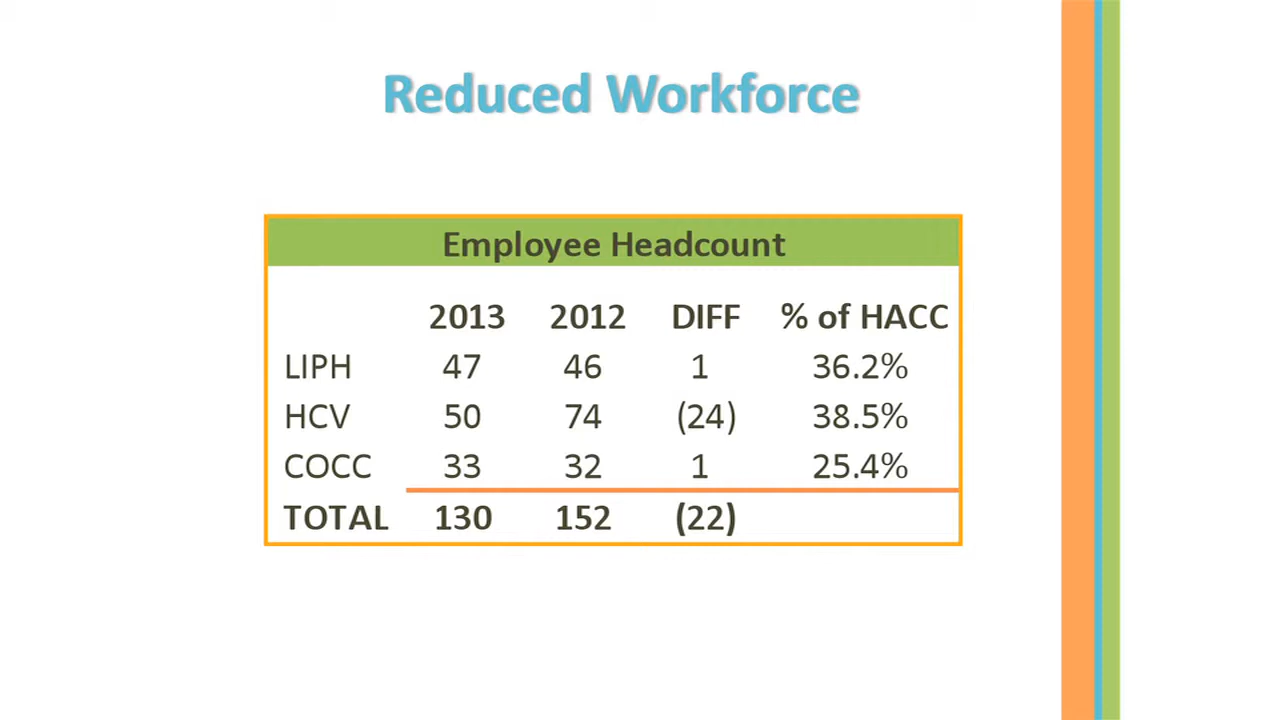 Reduced Workforce
Employee Headcount
2013 2012 DIFF % of HACC
LIPH 47 46 1 36.2%
HCV 50 74 (24) 38.5%
COCC 33 32 1 25.4%
TOTAL 130 152 (22)